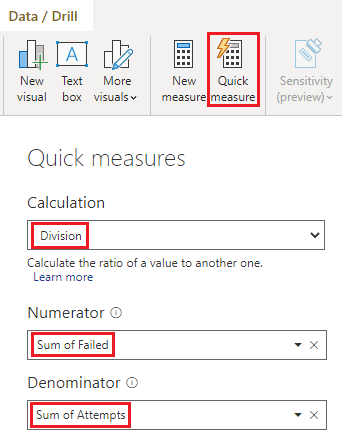 Data / Drill
New visual
Text box
More visuals
New measure
Quick measure
Sensitivity (preview)
Quick measures
Calculation
Division
Calculate the ratio of a value to another one.
Learn more
Numerator
Sum of Failed
Denominator
Sum of Attempts